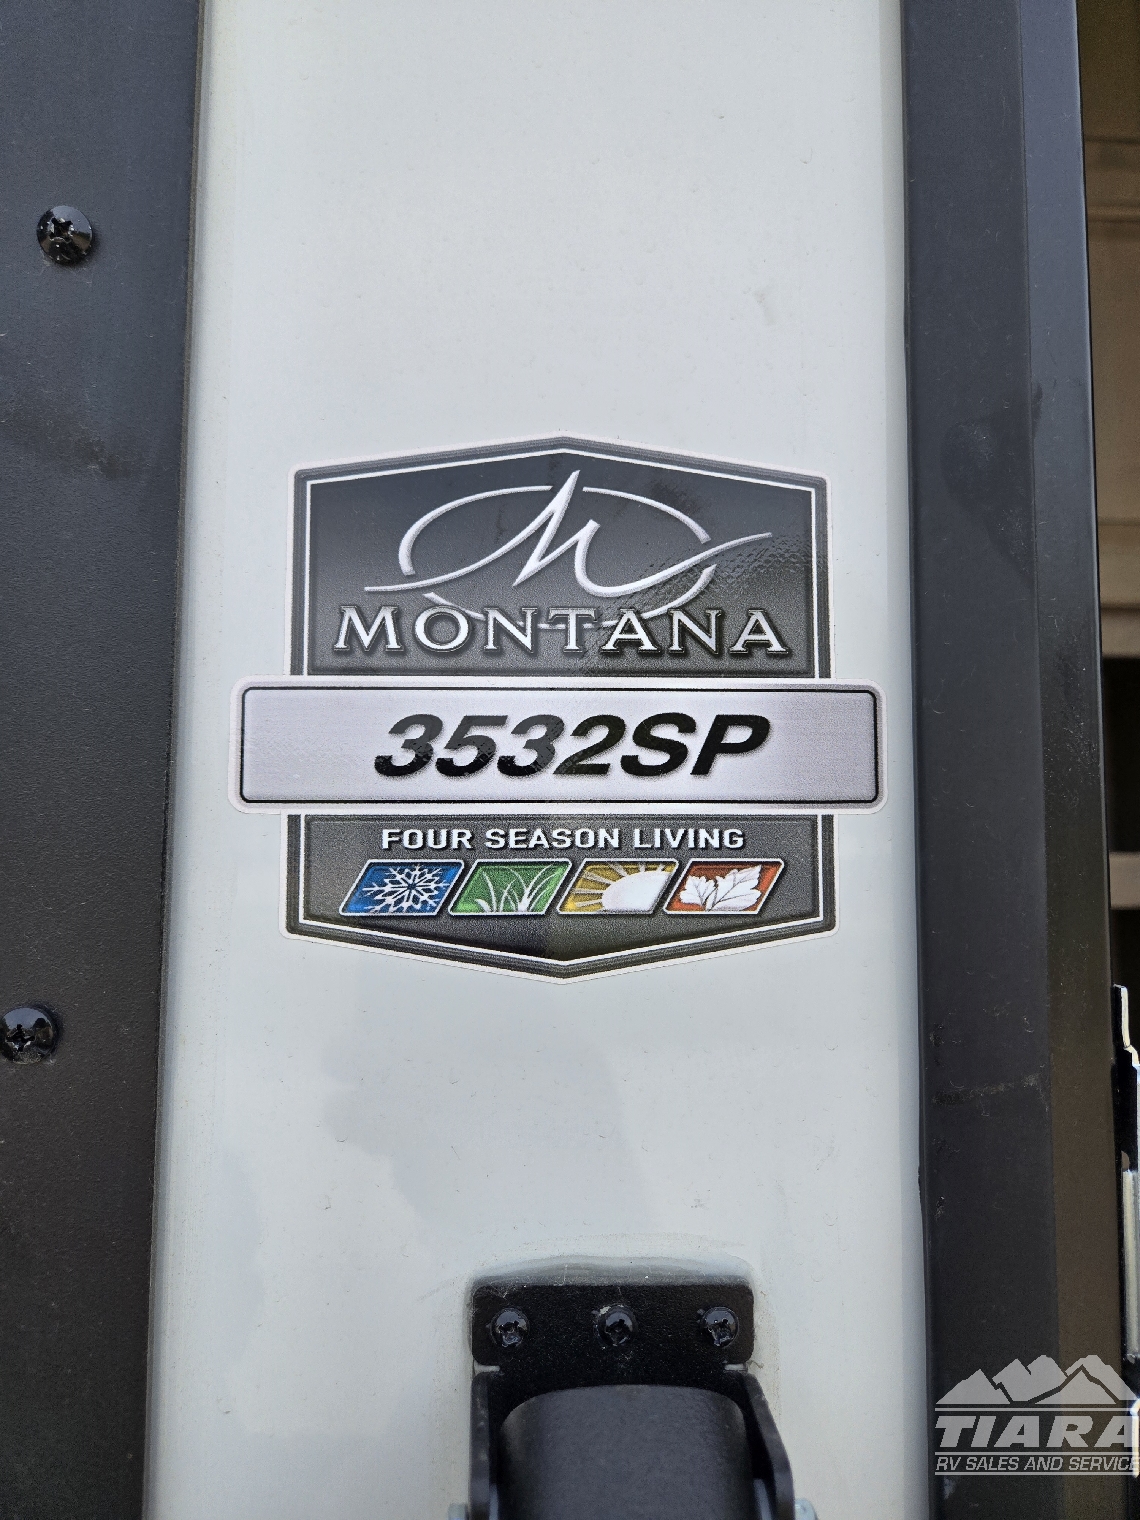 MONTANA
3532SP
FOUR SEASON LIVING
TIARA
RV SALES AND SERVICE